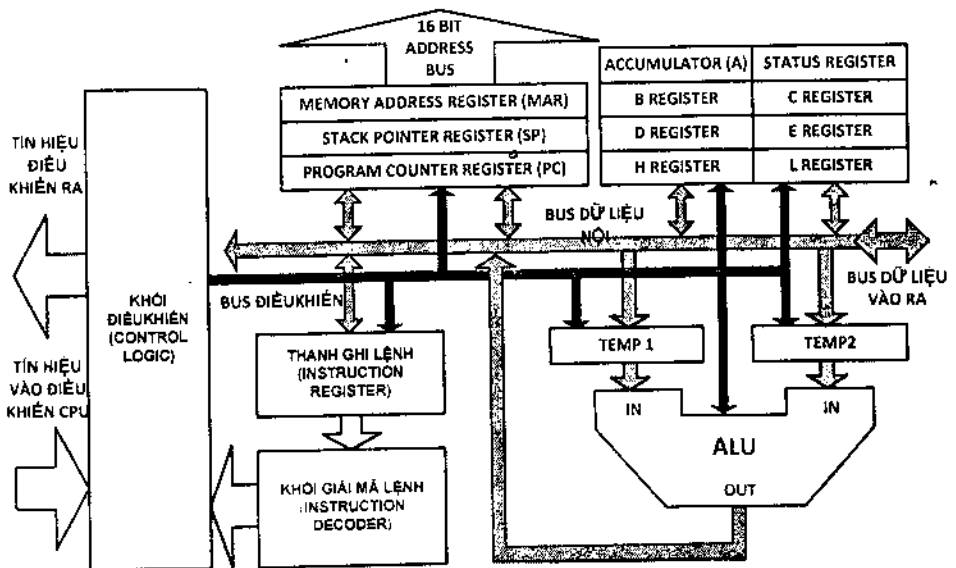 16 BIT
ADDRESS
BUS
MEMORY ADDRESS REGISTER (MAR)
STACK POINTER REGISTER (SP)
PROGRAM COUNTER REGISTER (PC)
ACCUMULATOR (A)
STATUS REGISTER
B REGISTER
C REGISTER
D REGISTER
E REGISTER
H REGISTER
L REGISTER
TÍN HIỆU
ĐIỀU
KHIỂN RA
BUS DỮ LIỆU
NỘI
BUS DỮ LIỆU
VÀO RA
KHỐI
ĐIỀUKHIỂN
(CONTROL
LOGIC)
BUS ĐIỀUKHIỂN
TÍN HIỆU
VÀO ĐIỀU
KHIỂN CPU
THANH GHI LỆNH
(INSTRUCTION
REGISTER)
TEMP 1
TEMP2
IN
IN
ALU
OUT
KHỐI GIẢI MÃ LỆNH
(INSTRUCTION
DECODER)